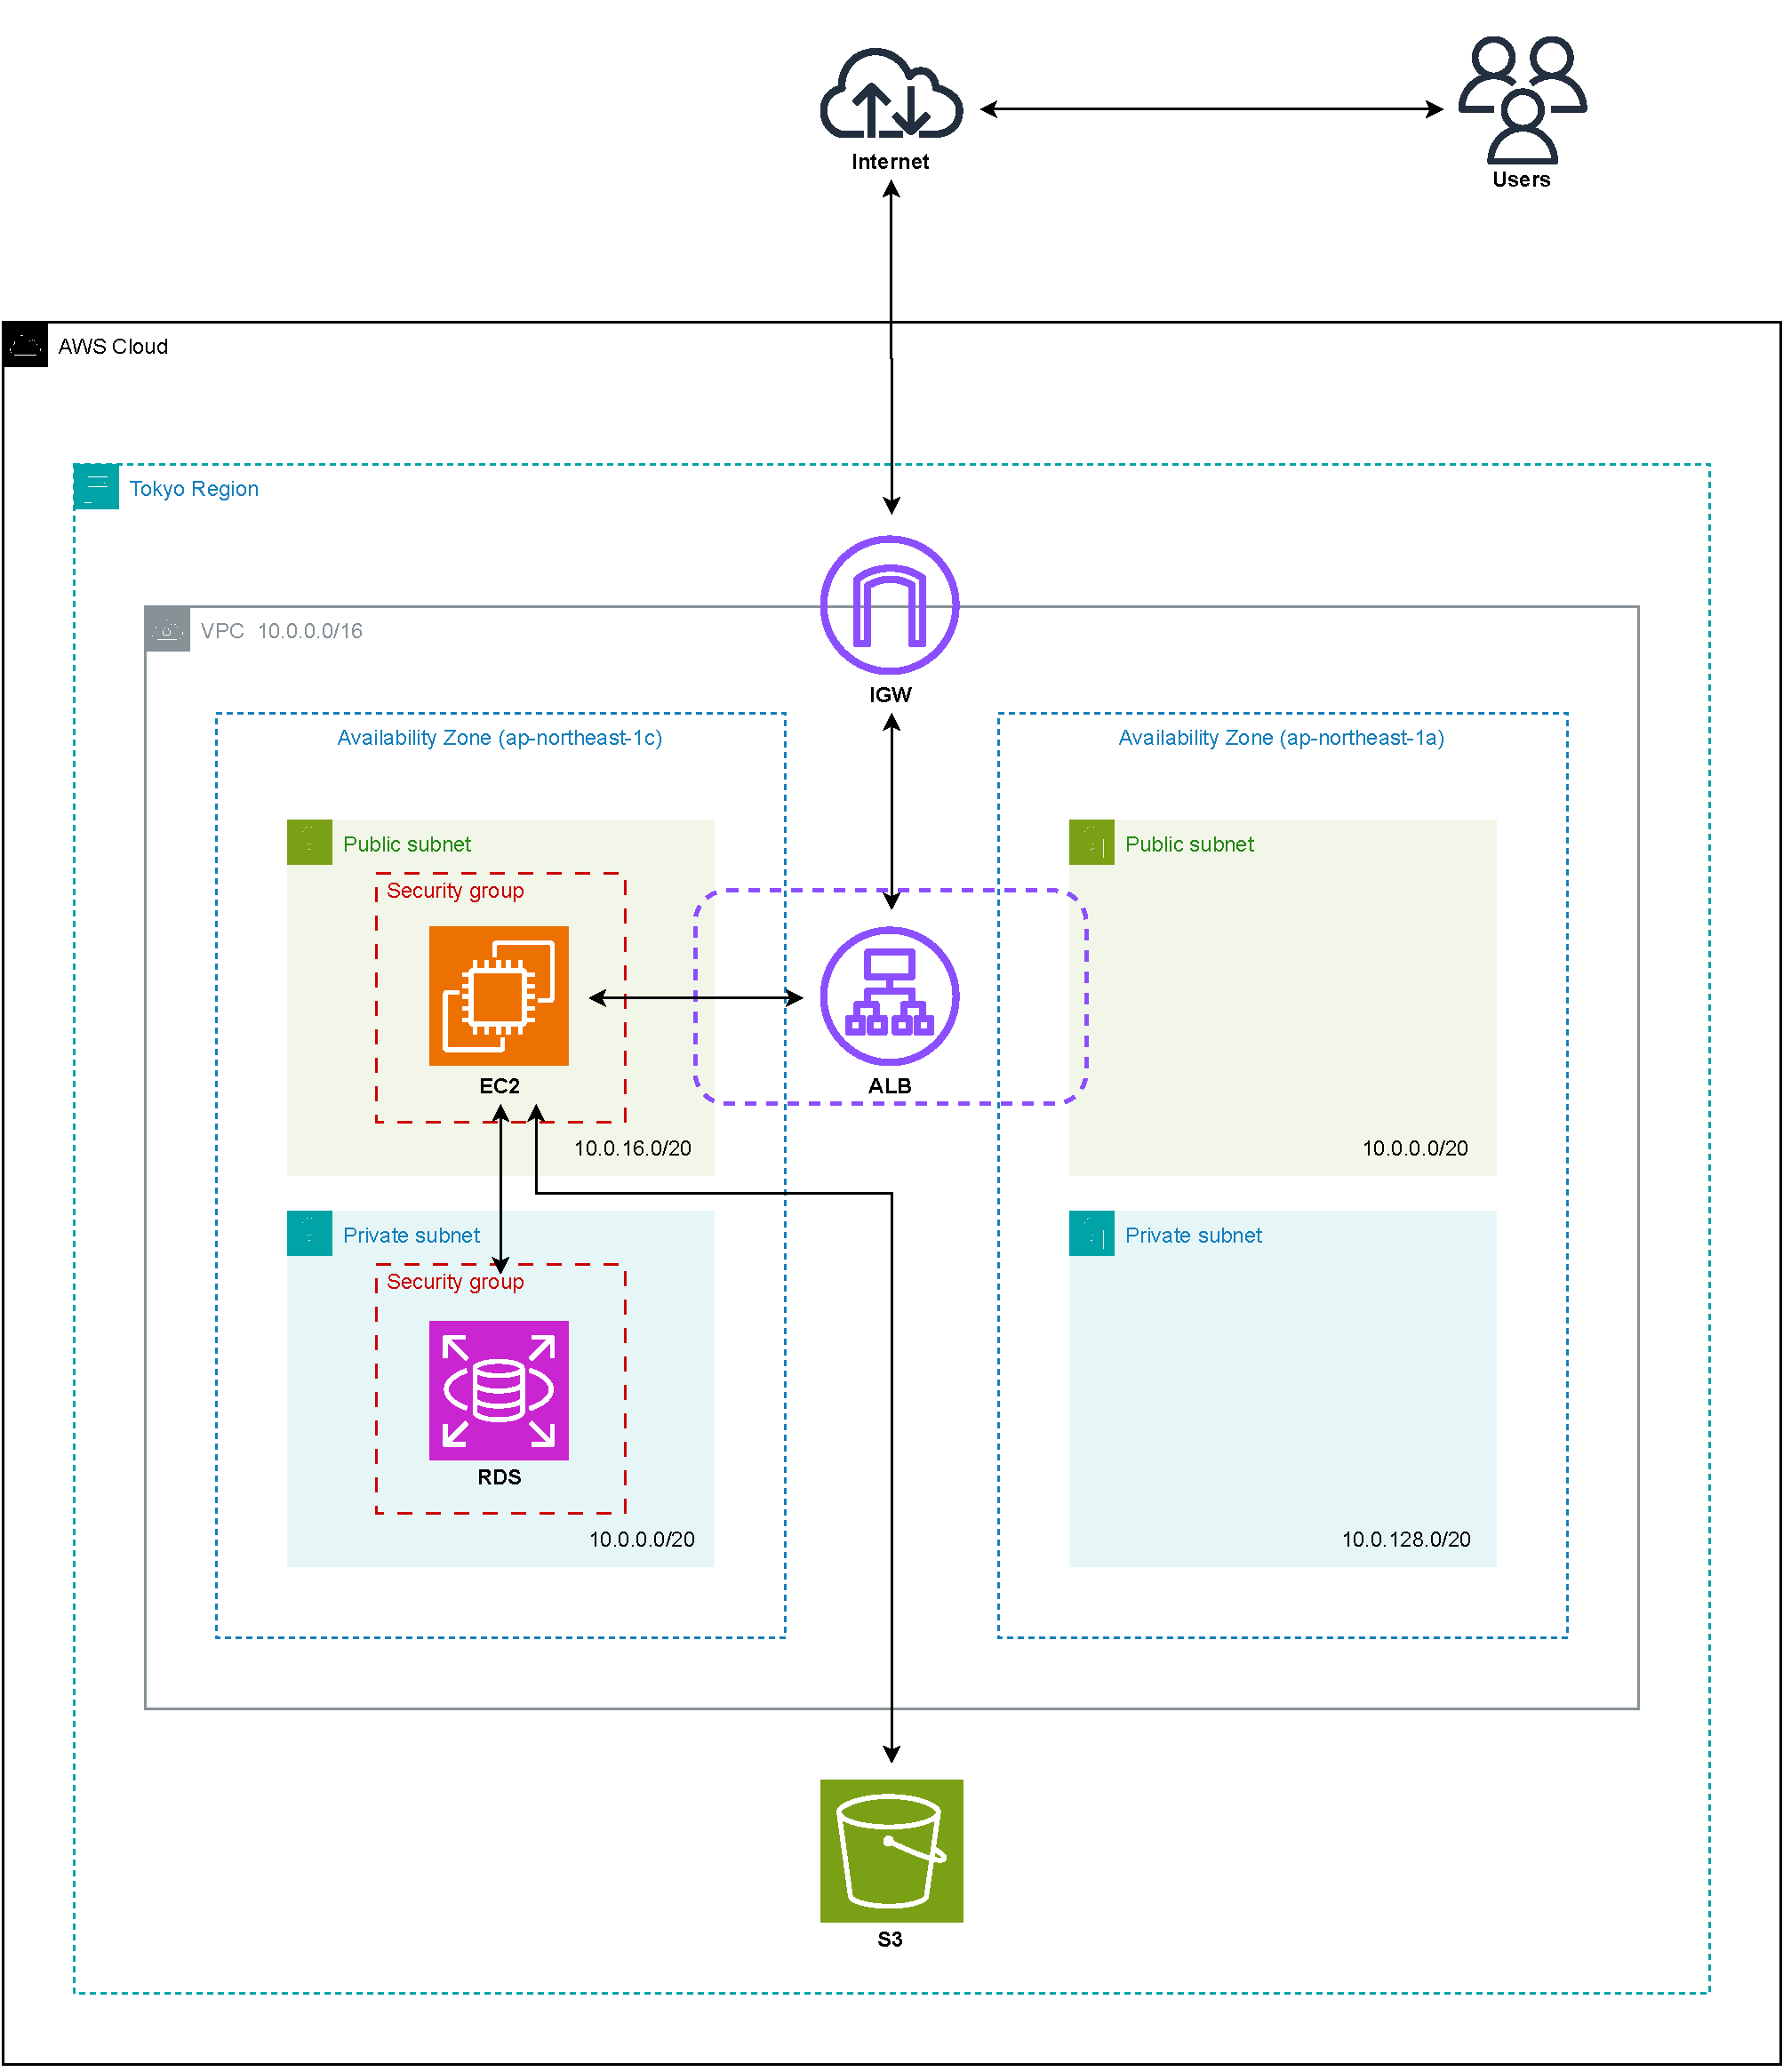 Internet
Users
AWS Cloud
Tokyo Region
VPC 10.0.0.0/16
IGW
Availability Zone (ap-northeast-1c)
Availability Zone (ap-northeast-1a)
Public subnet
Public subnet
Security group
EC2
ALB
10.0.16.0/20
10.0.0.0/20
Private subnet
Private subnet
Security group
RDS
10.0.0.0/20
10.0.128.0/20
S3